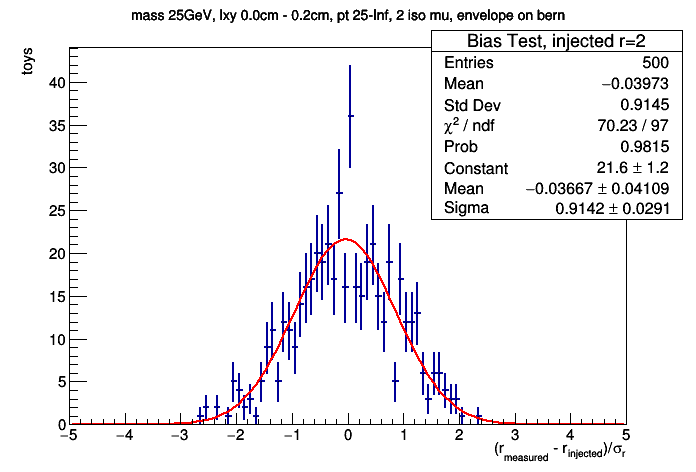 mass 25GeV, lxy 0.0cm - 0.2cm, pt 25-Inf, 2 iso mu, envelope on bern
Bias Test, injected r=2
Entries 500
Mean −0.03973
Std Dev 0.9145
χ² / ndf 70.23 / 97
Prob 0.9815
Constant 21.6 ± 1.2
Mean −0.03667 ± 0.04109
Sigma 0.9142 ± 0.0291
toys
40
35
30
25
20
15
10
5
0
−5 −4 −3 −2 −1 0 1 2 3 4 5
(r_measured - r_injected)/σ_r